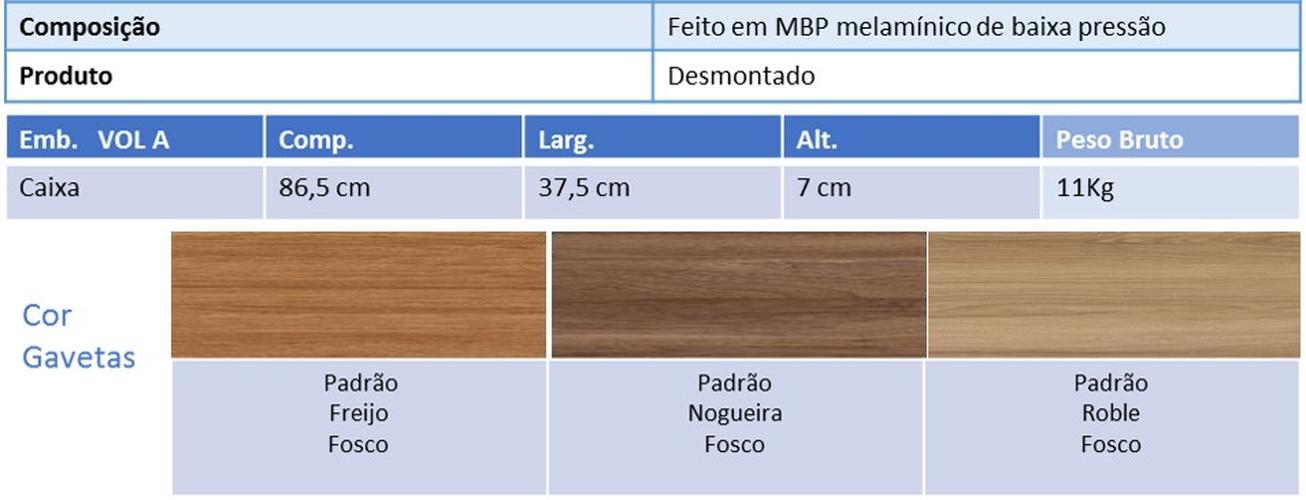 Composição Feito em MBP melamínico de baixa pressão
Produto Desmontado
Emb. VOL A Comp. Larg. Alt. Peso Bruto
Caixa 86,5 cm 37,5 cm 7 cm 11Kg
Cor
Gavetas
Padrão
Freijo
Fosco
Padrão
Nogueira
Fosco
Padrão
Roble
Fosco